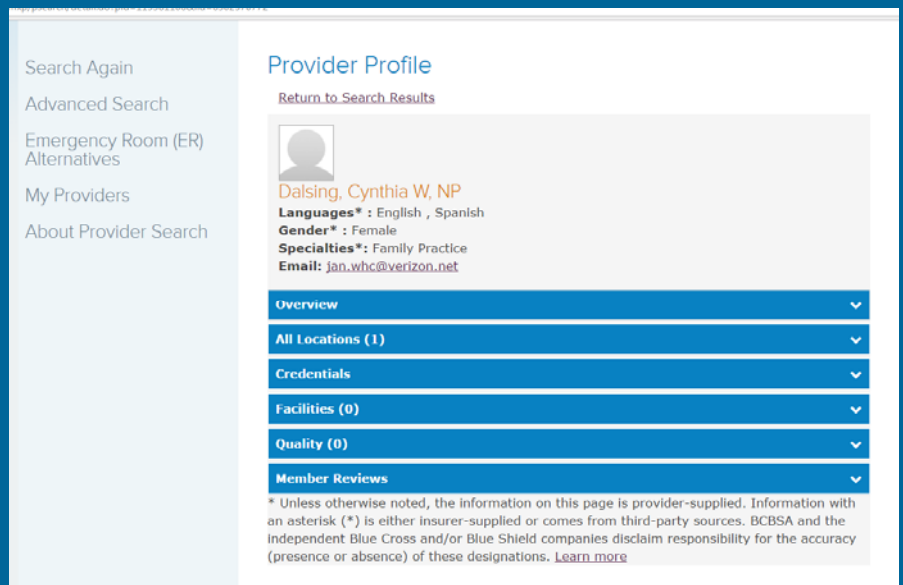 Search Again
Advanced Search
Emergency Room (ER)
Alternatives
My Providers
About Provider Search
Provider Profile
Return to Search Results
Dalsing, Cynthia W, NP
Languages* : English , Spanish
Gender* : Female
Specialties*: Family Practice
Email: jan.whc@verizon.net
Overview
All Locations (1)
Credentials
Facilities (0)
Quality (0)
Member Reviews
* Unless otherwise noted, the information on this page is provider-supplied. Information with
an asterisk (*) is either insurer-supplied or comes from third-party sources. BCBSA and the
independent Blue Cross and/or Blue Shield companies disclaim responsibility for the accuracy
(presence or absence) of these designations. Learn more